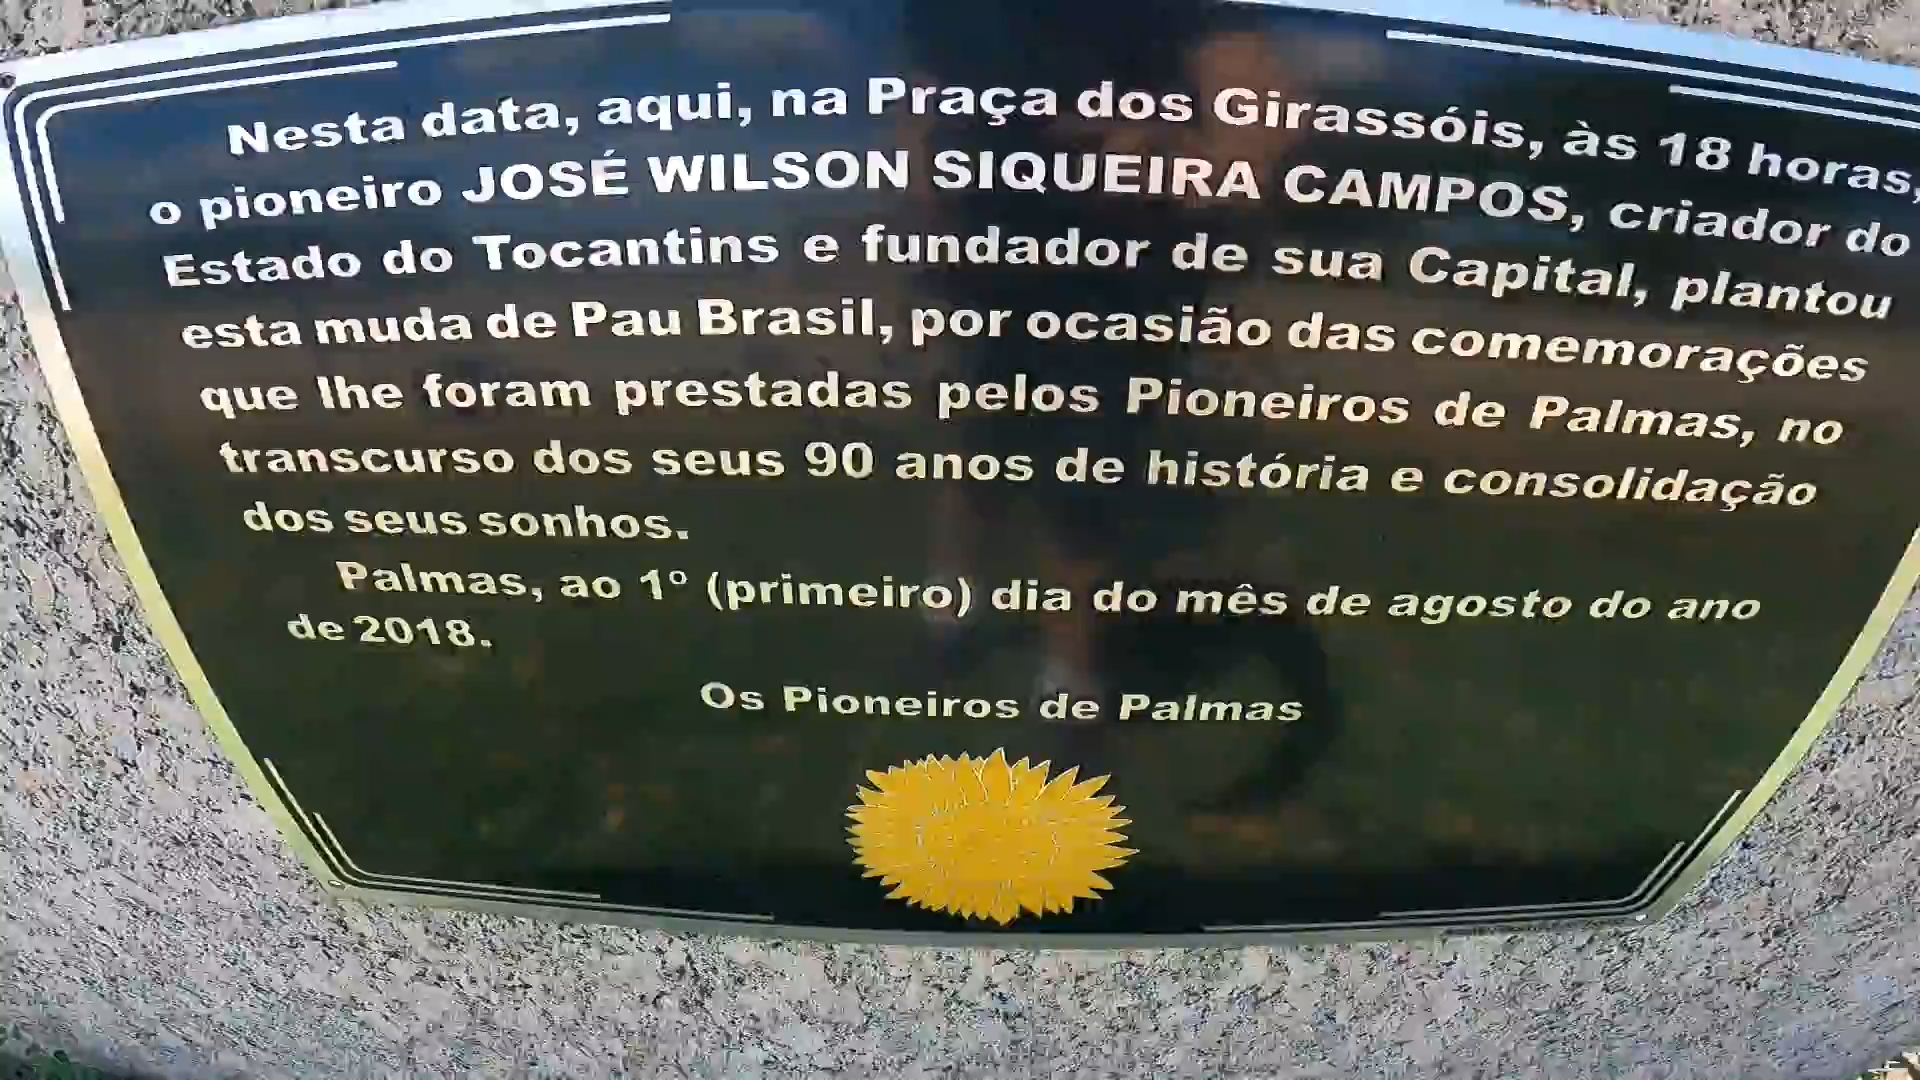 Nesta data, aqui, na Praça dos Girassóis, às 18 horas,
o pioneiro JOSÉ WILSON SIQUEIRA CAMPOS, criador do
Estado do Tocantins e fundador de sua Capital, plantou
esta muda de Pau Brasil, por ocasião das comemorações
que lhe foram prestadas pelos Pioneiros de Palmas, no
transcurso dos seus 90 anos de história e consolidação
dos seus sonhos.
Palmas, ao 1º (primeiro) dia do mês de agosto do ano
de 2018.
Os Pioneiros de Palmas